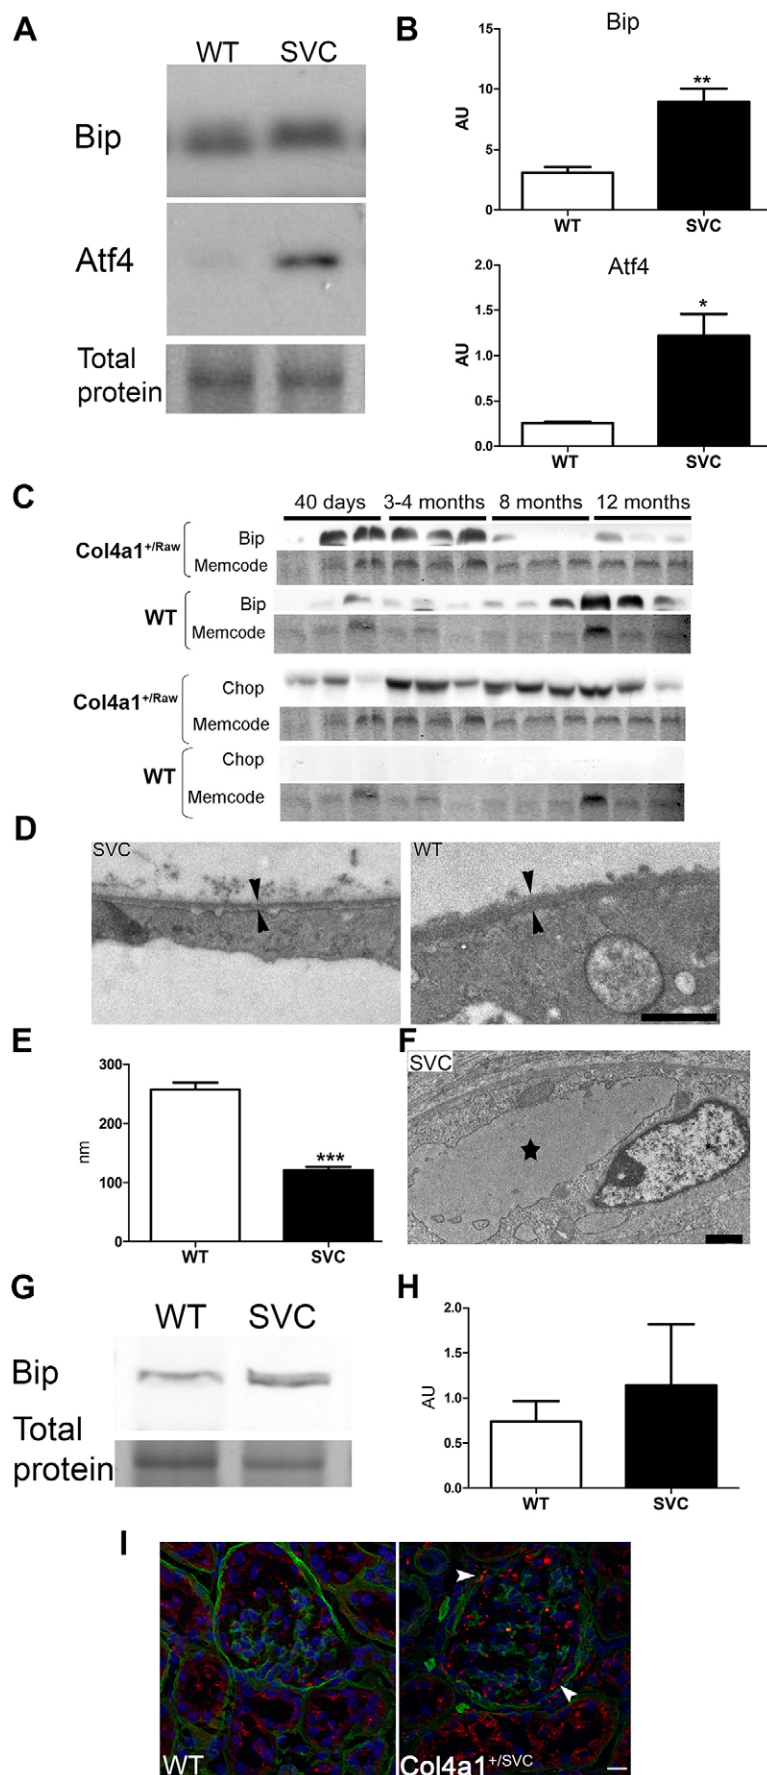 A
WT SVC
Bip
Atf4
Total
protein
B
Bip
15
10
5
0
AU
**
WT SVC
Atf4
2.0
1.5
1.0
0.5
0.0
AU
*
WT SVC
C
40 days 3-4 months 8 months 12 months
Col4a1+/Raw
Bip
Memcode
WT
Bip
Memcode
Col4a1+/Raw
Chop
Memcode
WT
Chop
Memcode
D
SVC
WT
E
300
200
100
0
nm
***
WT SVC
F
SVC
G
WT SVC
Bip
Total
protein
H
2.0
1.5
1.0
0.5
0.0
AU
WT SVC
I
WT
Col4a1+/SVC